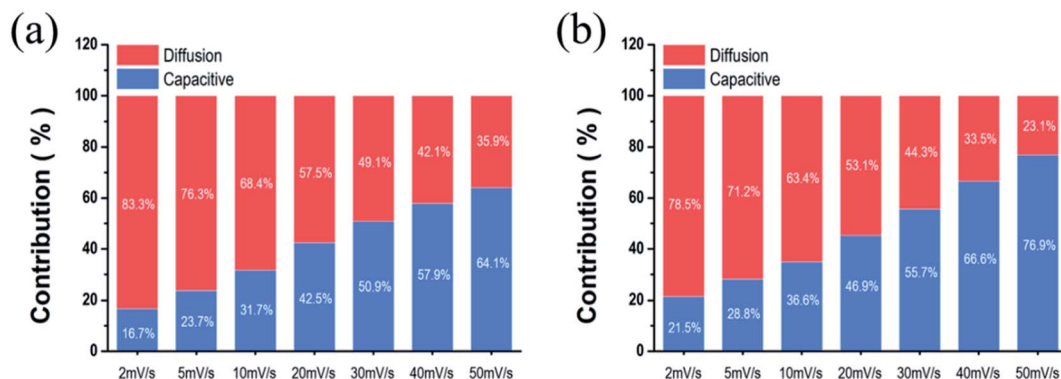 (a)
Contribution ( % )
120
100
80
60
40
20
0
Diffusion
Capacitive
83.3%
76.3%
68.4%
57.5%
49.1%
42.1%
35.9%
16.7%
23.7%
31.7%
42.5%
50.9%
57.9%
64.1%
2mV/s
5mV/s
10mV/s
20mV/s
30mV/s
40mV/s
50mV/s
(b)
Contribution ( % )
120
100
80
60
40
20
0
Diffusion
Capacitive
78.5%
71.2%
63.4%
53.1%
44.3%
33.5%
23.1%
21.5%
28.8%
36.6%
46.9%
55.7%
66.6%
76.9%
2mV/s
5mV/s
10mV/s
20mV/s
30mV/s
40mV/s
50mV/s